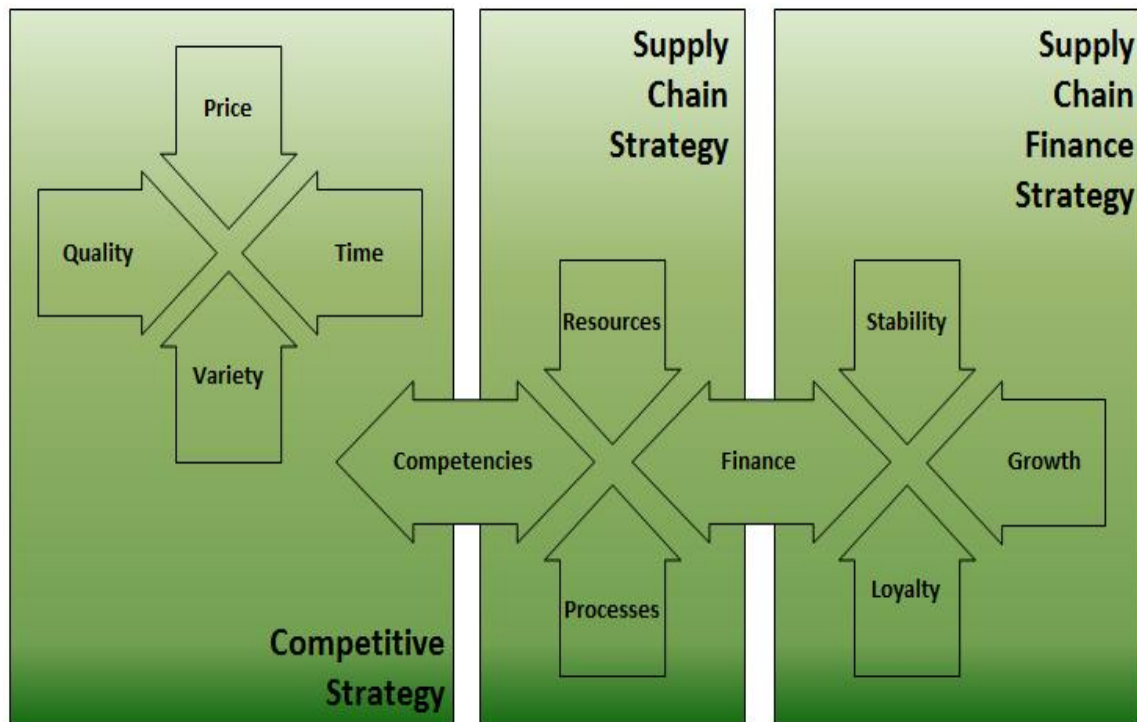 Price
Quality
Time
Variety
Competitive
Strategy
Supply
Chain
Strategy
Resources
Competencies
Finance
Processes
Supply
Chain
Finance
Strategy
Stability
Growth
Loyalty